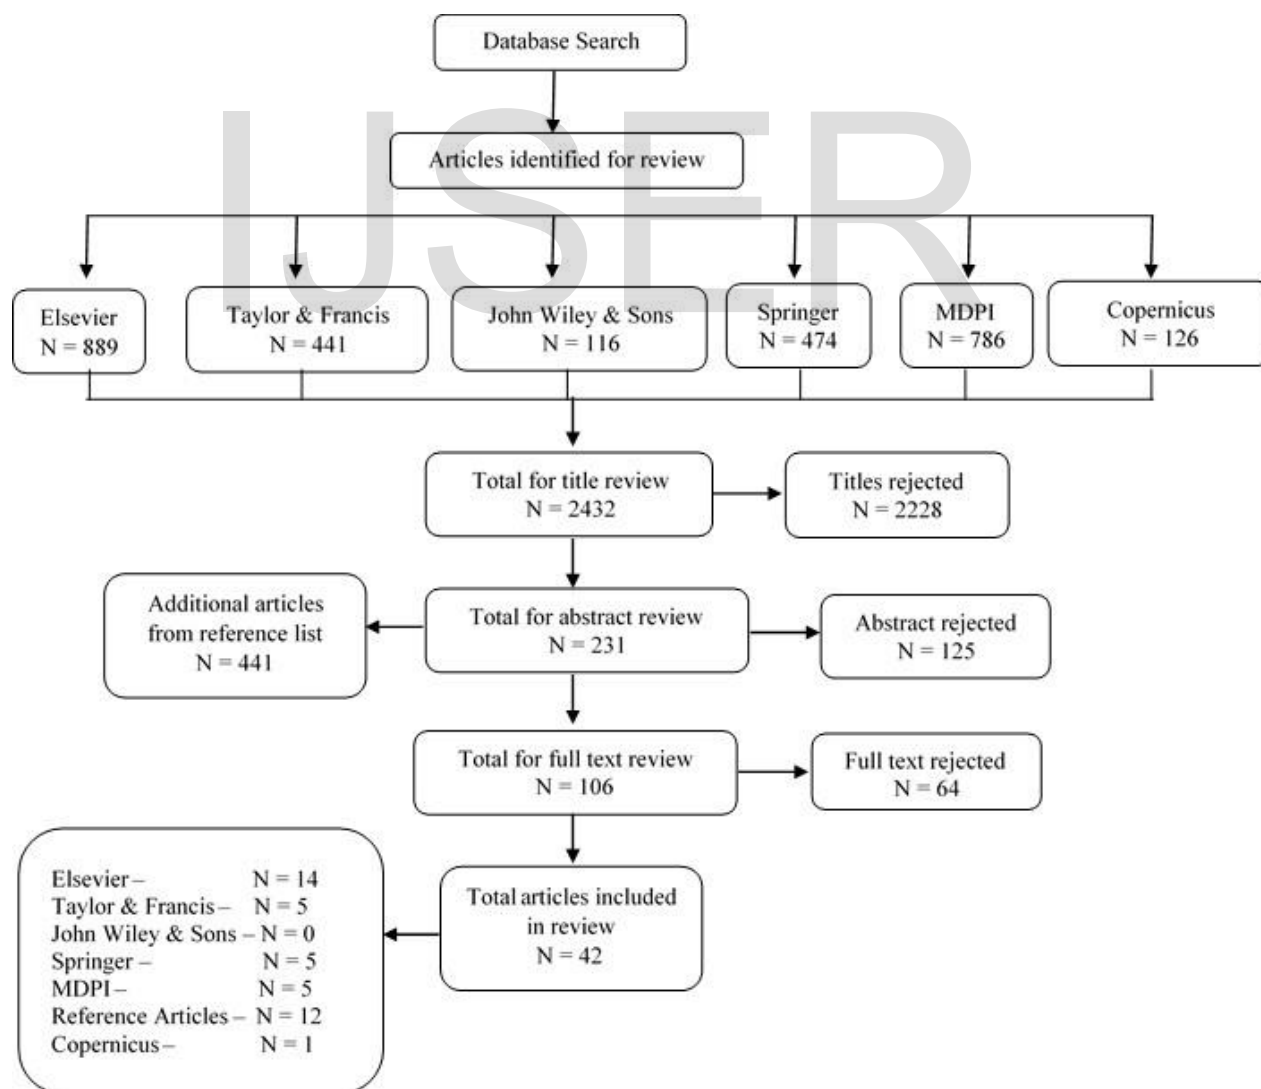 Database Search
IJSER
Articles identified for review
Elsevier
N = 889
Taylor & Francis
N = 441
John Wiley & Sons
N = 116
Springer
N = 474
MDPI
N = 786
Copernicus
N = 126
Total for title review
N = 2432
Titles rejected
N = 2228
Additional articles
from reference list
N = 441
Total for abstract review
N = 231
Abstract rejected
N = 125
Total for full text review
N = 106
Full text rejected
N = 64
Elsevier – N = 14
Taylor & Francis – N = 5
John Wiley & Sons – N = 0
Springer – N = 5
MDPI – N = 5
Reference Articles – N = 12
Copernicus – N = 1
Total articles included
in review
N = 42